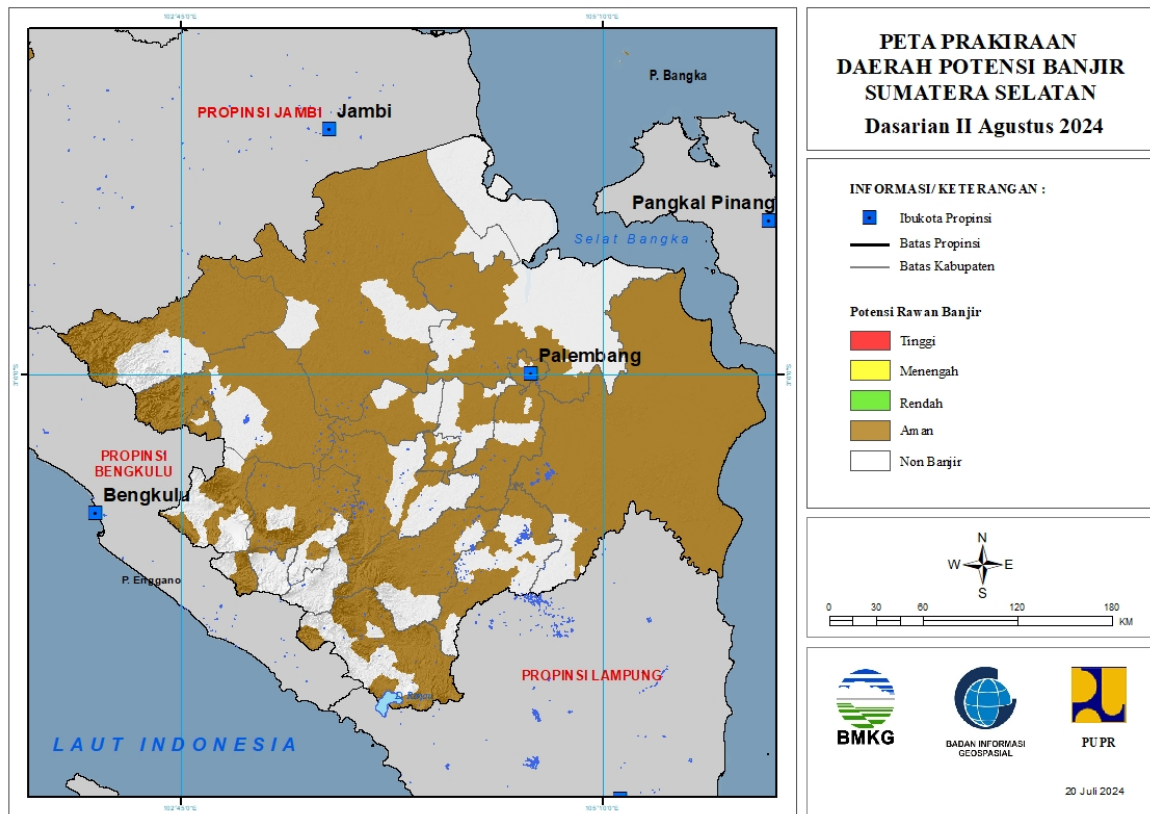 PETA PRAKIRAAN
DAERAH POTENSI BANJIR
SUMATERA SELATAN
Dasarian II Agustus 2024
INFORMASI/ KETERANGAN :
Ibukota Propinsi
Batas Propinsi
Batas Kabupaten
Potensi Rawan Banjir
Tinggi
Menengah
Rendah
Aman
Non Banjir
N
W E
S
0 30 60 120 180
KM
BMKG
BADAN INFORMASI
GEOSPASIAL
PUPR
20 Juli 2024
P. Bangka
PROPINSI JAMBI
Jambi
Pangkal Pinang
Selat Bangka
Palembang
PROPINSI
BENGKULU
Bengkulu
P. Enggano
PROPINSI LAMPUNG
LAUT INDONESIA